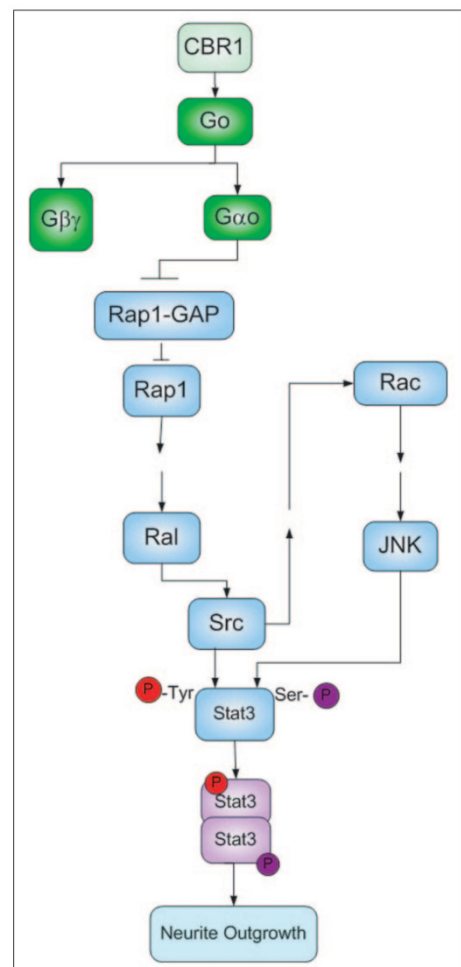 CBR1
Go
Gβγ
Gαo
Rap1-GAP
Rap1
Rac
Ral
JNK
Src
P -Tyr
Ser- P
Stat3
P
Stat3
Stat3
P
Neurite Outgrowth